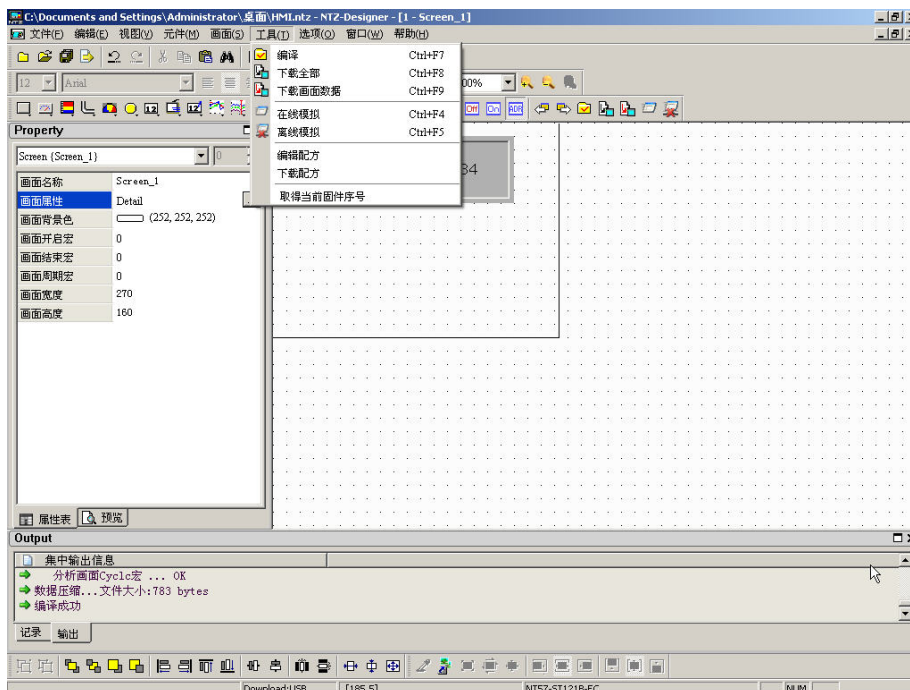 C:\Documents and Settings\Administrator\桌面\HMI.ntz - NTZ-Designer - [1 - Screen_1]
文件(F) 编辑(E) 视图(V) 元件(M) 画面(S) 工具(T) 选项(O) 窗口(W) 帮助(H)
编译 Ctrl+F7
下载全部 Ctrl+F8
下载画面数据 Ctrl+F9
在线模拟 Ctrl+F4
离线模拟 Ctrl+F5
编辑配方
下载配方
取得当前固件序号
12 Arial
00%
Off On ADR
34
Property
Screen {Screen_1} 0
画面名称 Screen_1
画面属性 Detail
画面背景色 (252, 252, 252)
画面开启宏 0
画面结束宏 0
画面周期宏 0
画面宽度 270
画面高度 160
属性表 预览
Output
集中输出信息
分析画面Cyclc宏 ... OK
数据压缩...文件大小:783 bytes
编译成功
记录 输出
Download:USB [185,5] NT5Z-ST121B-EC NUM